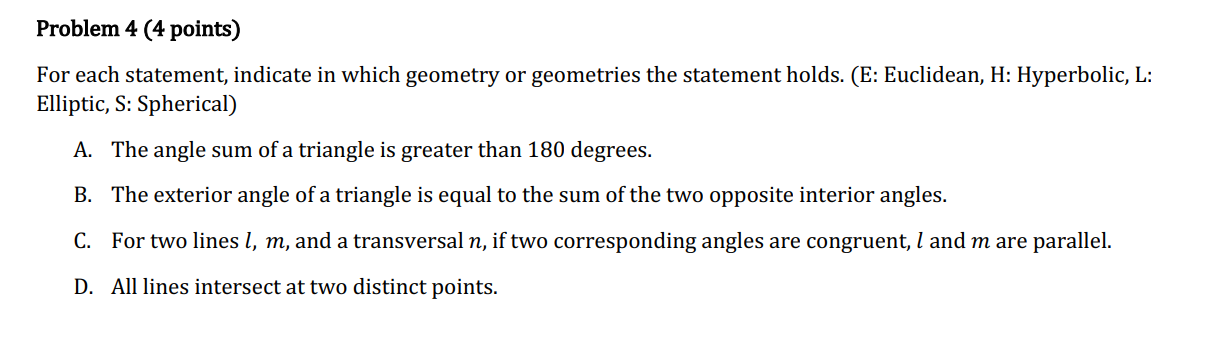 Problem 4 (4 points)
For each statement, indicate in which geometry or geometries the statement holds. (E: Euclidean, H: Hyperbolic, L:
Elliptic, S: Spherical)
A. The angle sum of a triangle is greater than 180 degrees.
B. The exterior angle of a triangle is equal to the sum of the two opposite interior angles.
C. For two lines l, m, and a transversal n, if two corresponding angles are congruent, l and m are parallel.
D. All lines intersect at two distinct points.